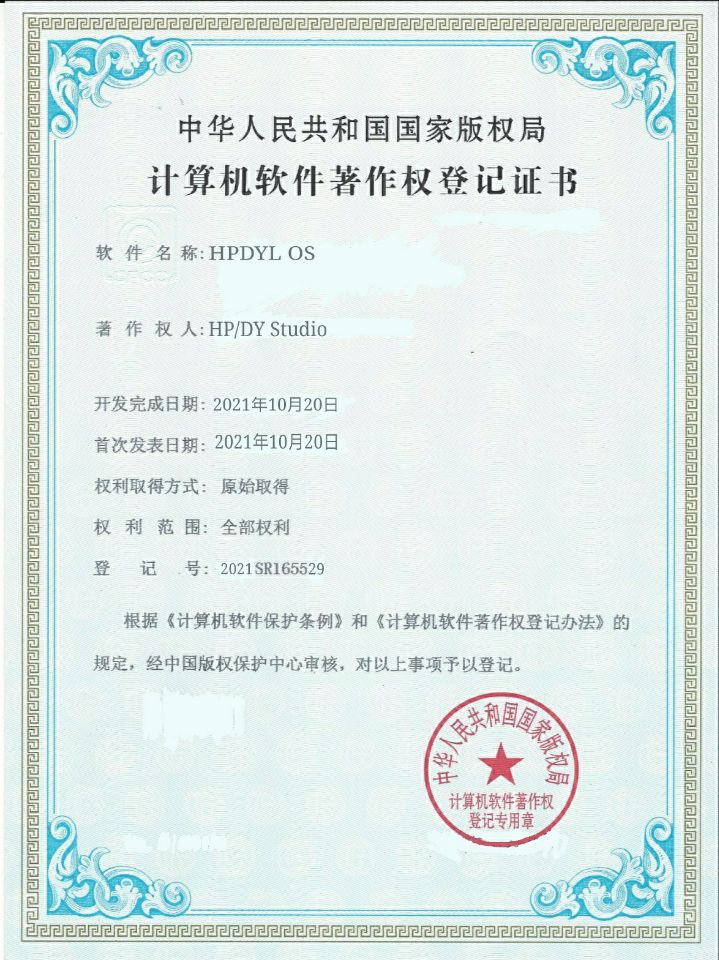 中华人民共和国国家版权局
计算机软件著作权登记证书
软件名称: HPDYL OS
著作权人: HP/DY Studio
开发完成日期: 2021年10月20日
首次发表日期: 2021年10月20日
权利取得方式: 原始取得
权利范围: 全部权利
登记号: 2021SR165529
根据《计算机软件保护条例》和《计算机软件著作权登记办法》的
规定，经中国版权保护中心审核，对以上事项予以登记。
中华人民共和国国家版权局
计算机软件著作权
登记专用章